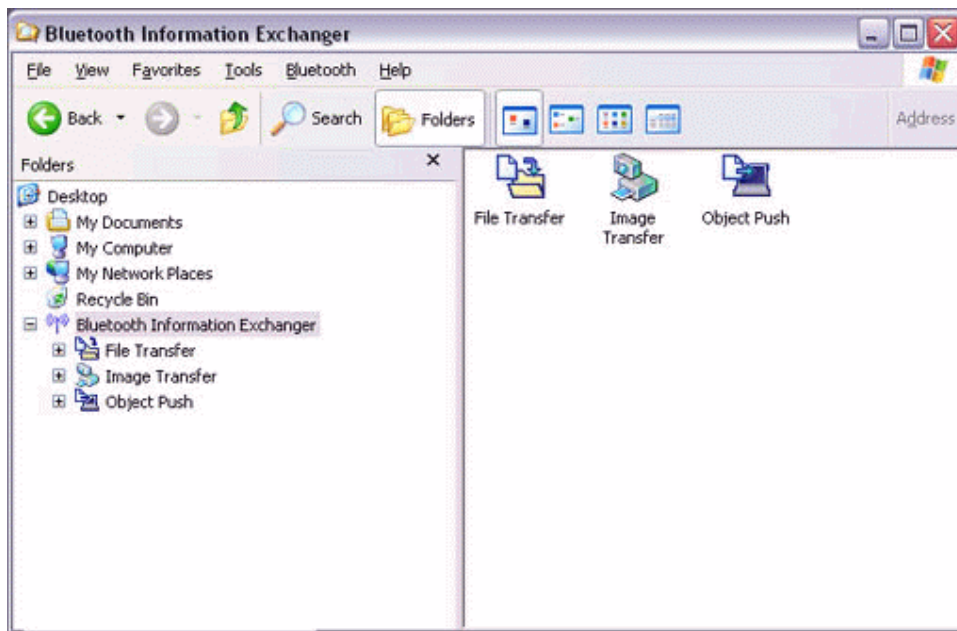 Bluetooth Information Exchanger
File View Favorites Tools Bluetooth Help
Back Search Folders Address
Folders
Desktop
My Documents
My Computer
My Network Places
Recycle Bin
Bluetooth Information Exchanger
File Transfer
Image Transfer
Object Push
File Transfer
Image
Transfer
Object Push